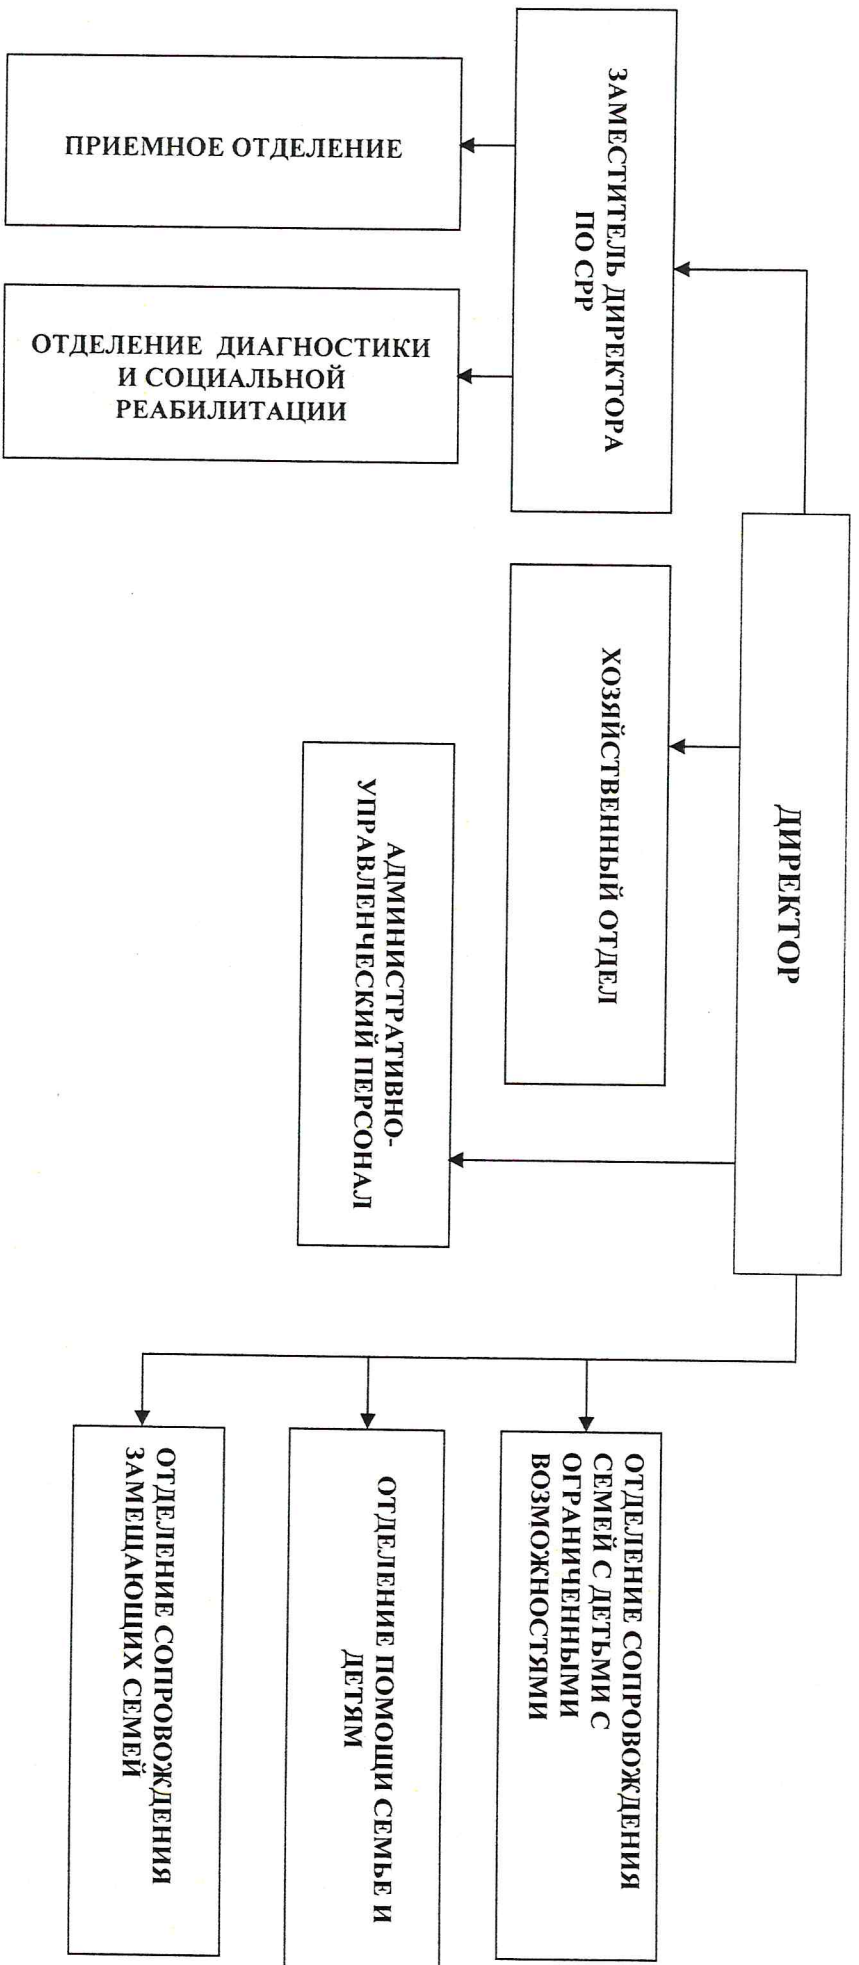 ДИРЕКТОР
ЗАМЕСТИТЕЛЬ ДИРЕКТОРА
ПО СРР
ПРИЕМНОЕ ОТДЕЛЕНИЕ
ОТДЕЛЕНИЕ ДИАГНОСТИКИ
И СОЦИАЛЬНОЙ
РЕАБИЛИТАЦИИ
ХОЗЯЙСТВЕННЫЙ ОТДЕЛ
АДМИНИСТРАТИВНО-
УПРАВЛЕНЧЕСКИЙ ПЕРСОНАЛ
ОТДЕЛЕНИЕ СОПРОВОЖДЕНИЯ
СЕМЕЙ С ДЕТЬМИ С
ОГРАНИЧЕННЫМИ
ВОЗМОЖНОСТЯМИ
ОТДЕЛЕНИЕ ПОМОЩИ СЕМЬЕ И
ДЕТЯМ
ОТДЕЛЕНИЕ СОПРОВОЖДЕНИЯ
ЗАМЕЩАЮЩИХ СЕМЕЙ